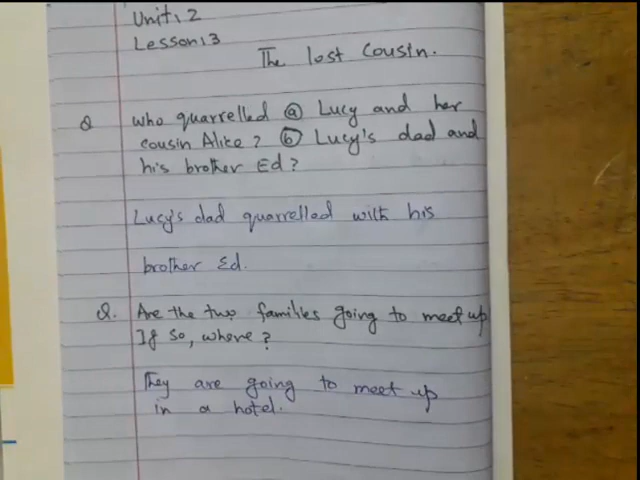 Unit: 2
Lesson: 3
The lost cousin.
Q who quarrelled ⓐ Lucy and her
cousin Alice? ⓑ Lucy's dad and
his brother Ed?
Lucy's dad quarrelled with his
brother Ed.
Q. Are the two families going to meet up
If so, where?
They are going to meet up
in a hotel.